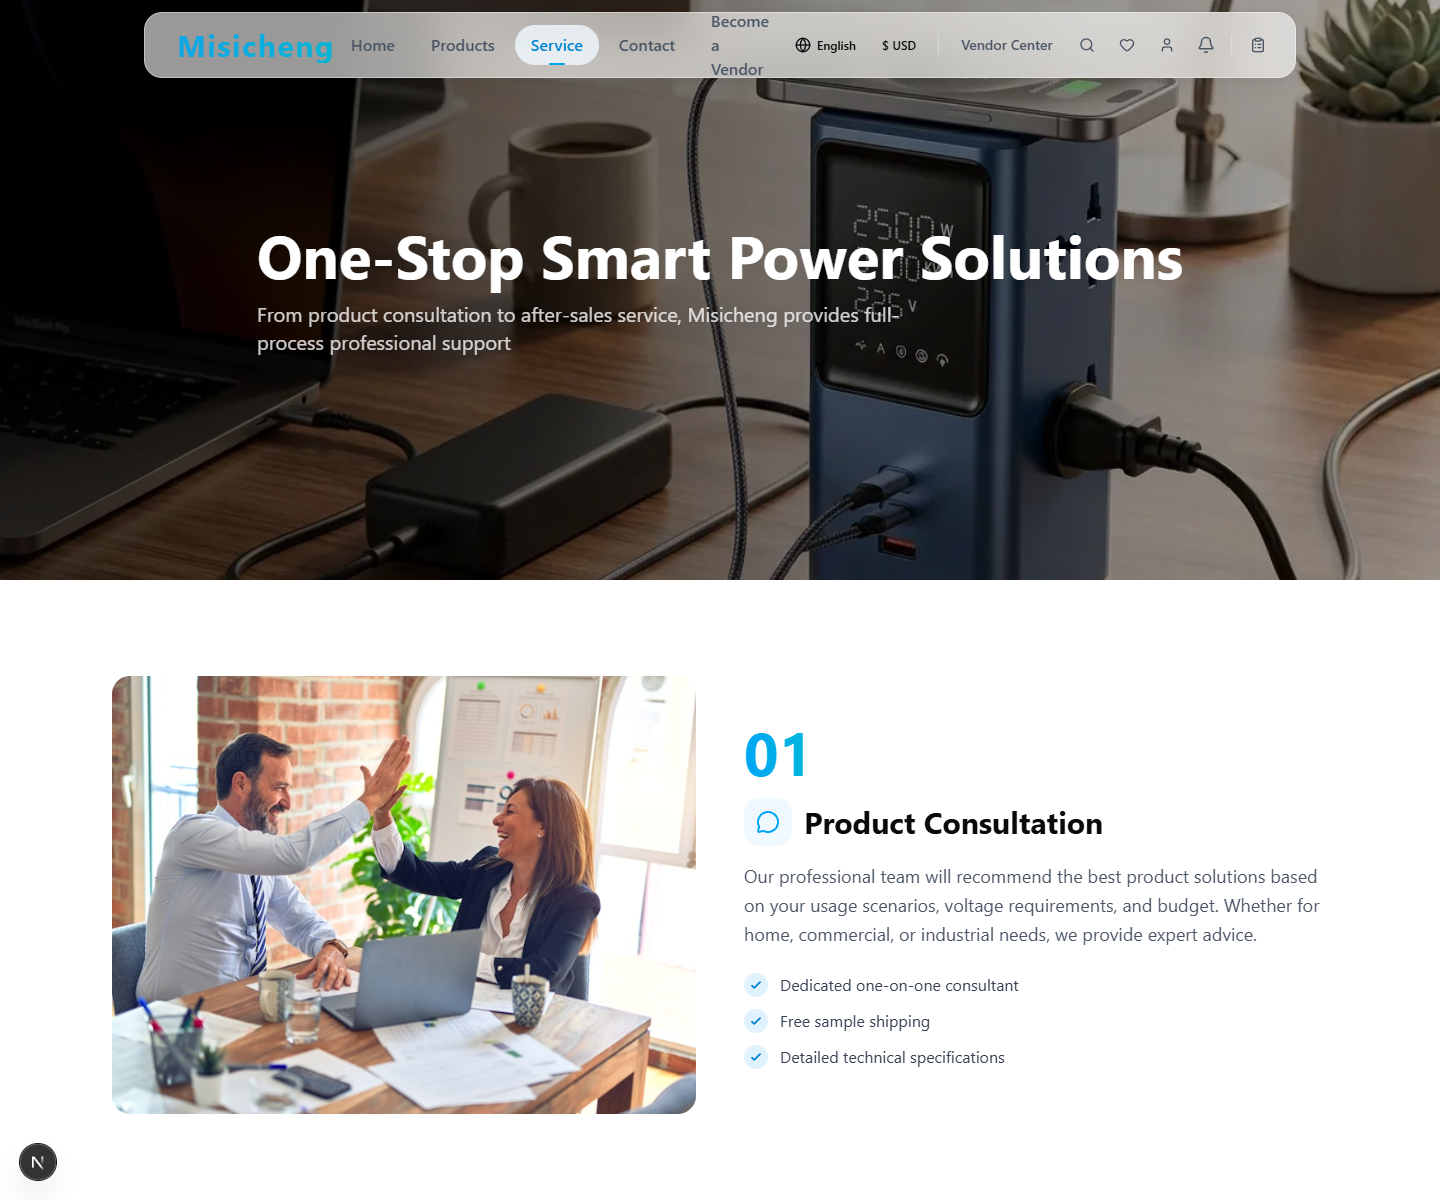 Misicheng
Home
Products
Service
Contact
Become
a
Vendor
English
$ USD
Vendor Center
One-Stop Smart Power Solutions
From product consultation to after-sales service, Misicheng provides full-
process professional support
01
Product Consultation
Our professional team will recommend the best product solutions based
on your usage scenarios, voltage requirements, and budget. Whether for
home, commercial, or industrial needs, we provide expert advice.
Dedicated one-on-one consultant
Free sample shipping
Detailed technical specifications
N